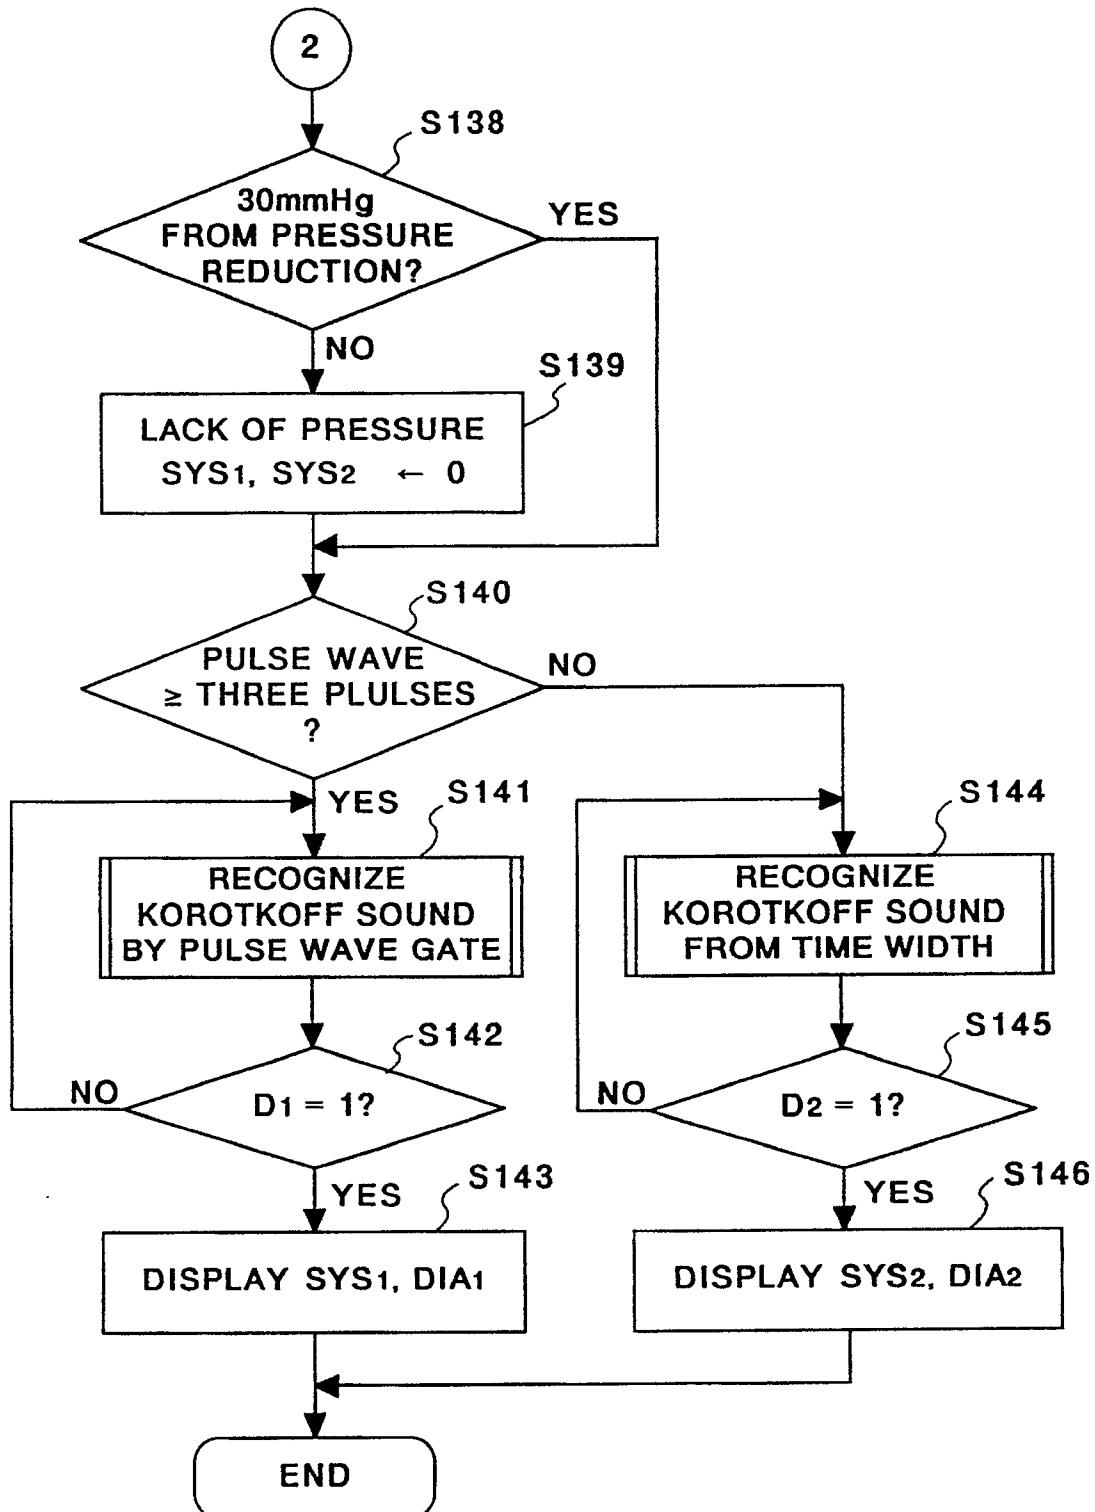 2
S138
30mmHg
FROM PRESSURE
REDUCTION?
YES
NO
S139
LACK OF PRESSURE
SYS1, SYS2 ← 0
S140
PULSE WAVE
≥ THREE PLULSES
?
NO
YES
S141
S144
RECOGNIZE
KOROTKOFF SOUND
BY PULSE WAVE GATE
RECOGNIZE
KOROTKOFF SOUND
FROM TIME WIDTH
S142
S145
NO
D1 = 1?
NO
D2 = 1?
YES
S143
YES
S146
DISPLAY SYS1, DIA1
DISPLAY SYS2, DIA2
END